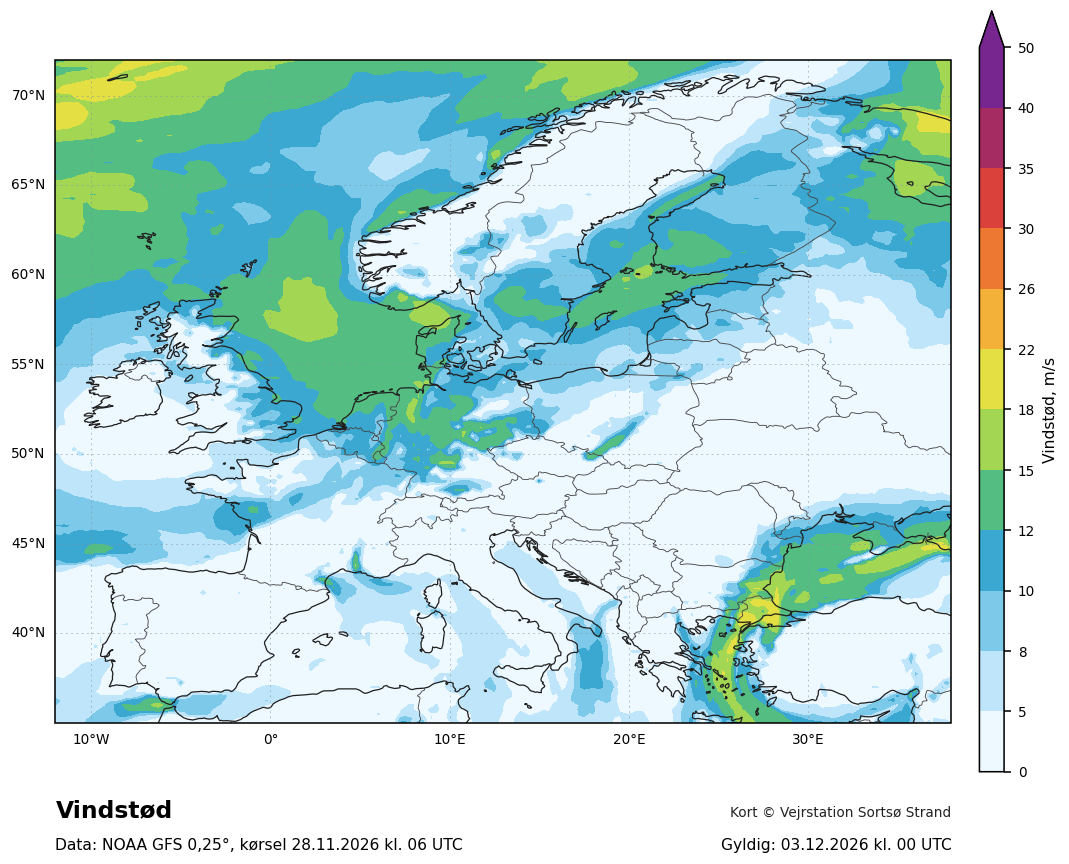 50
40
35
30
26
22
18
15
12
10
8
5
0
Vindstød, m/s
70°N
65°N
60°N
55°N
50°N
45°N
40°N
10°W
0°
10°E
20°E
30°E
Vindstød
Kort © Vejrstation Sortsø Strand
Data: NOAA GFS 0,25°, kørsel 28.11.2026 kl. 06 UTC
Gyldig: 03.12.2026 kl. 00 UTC